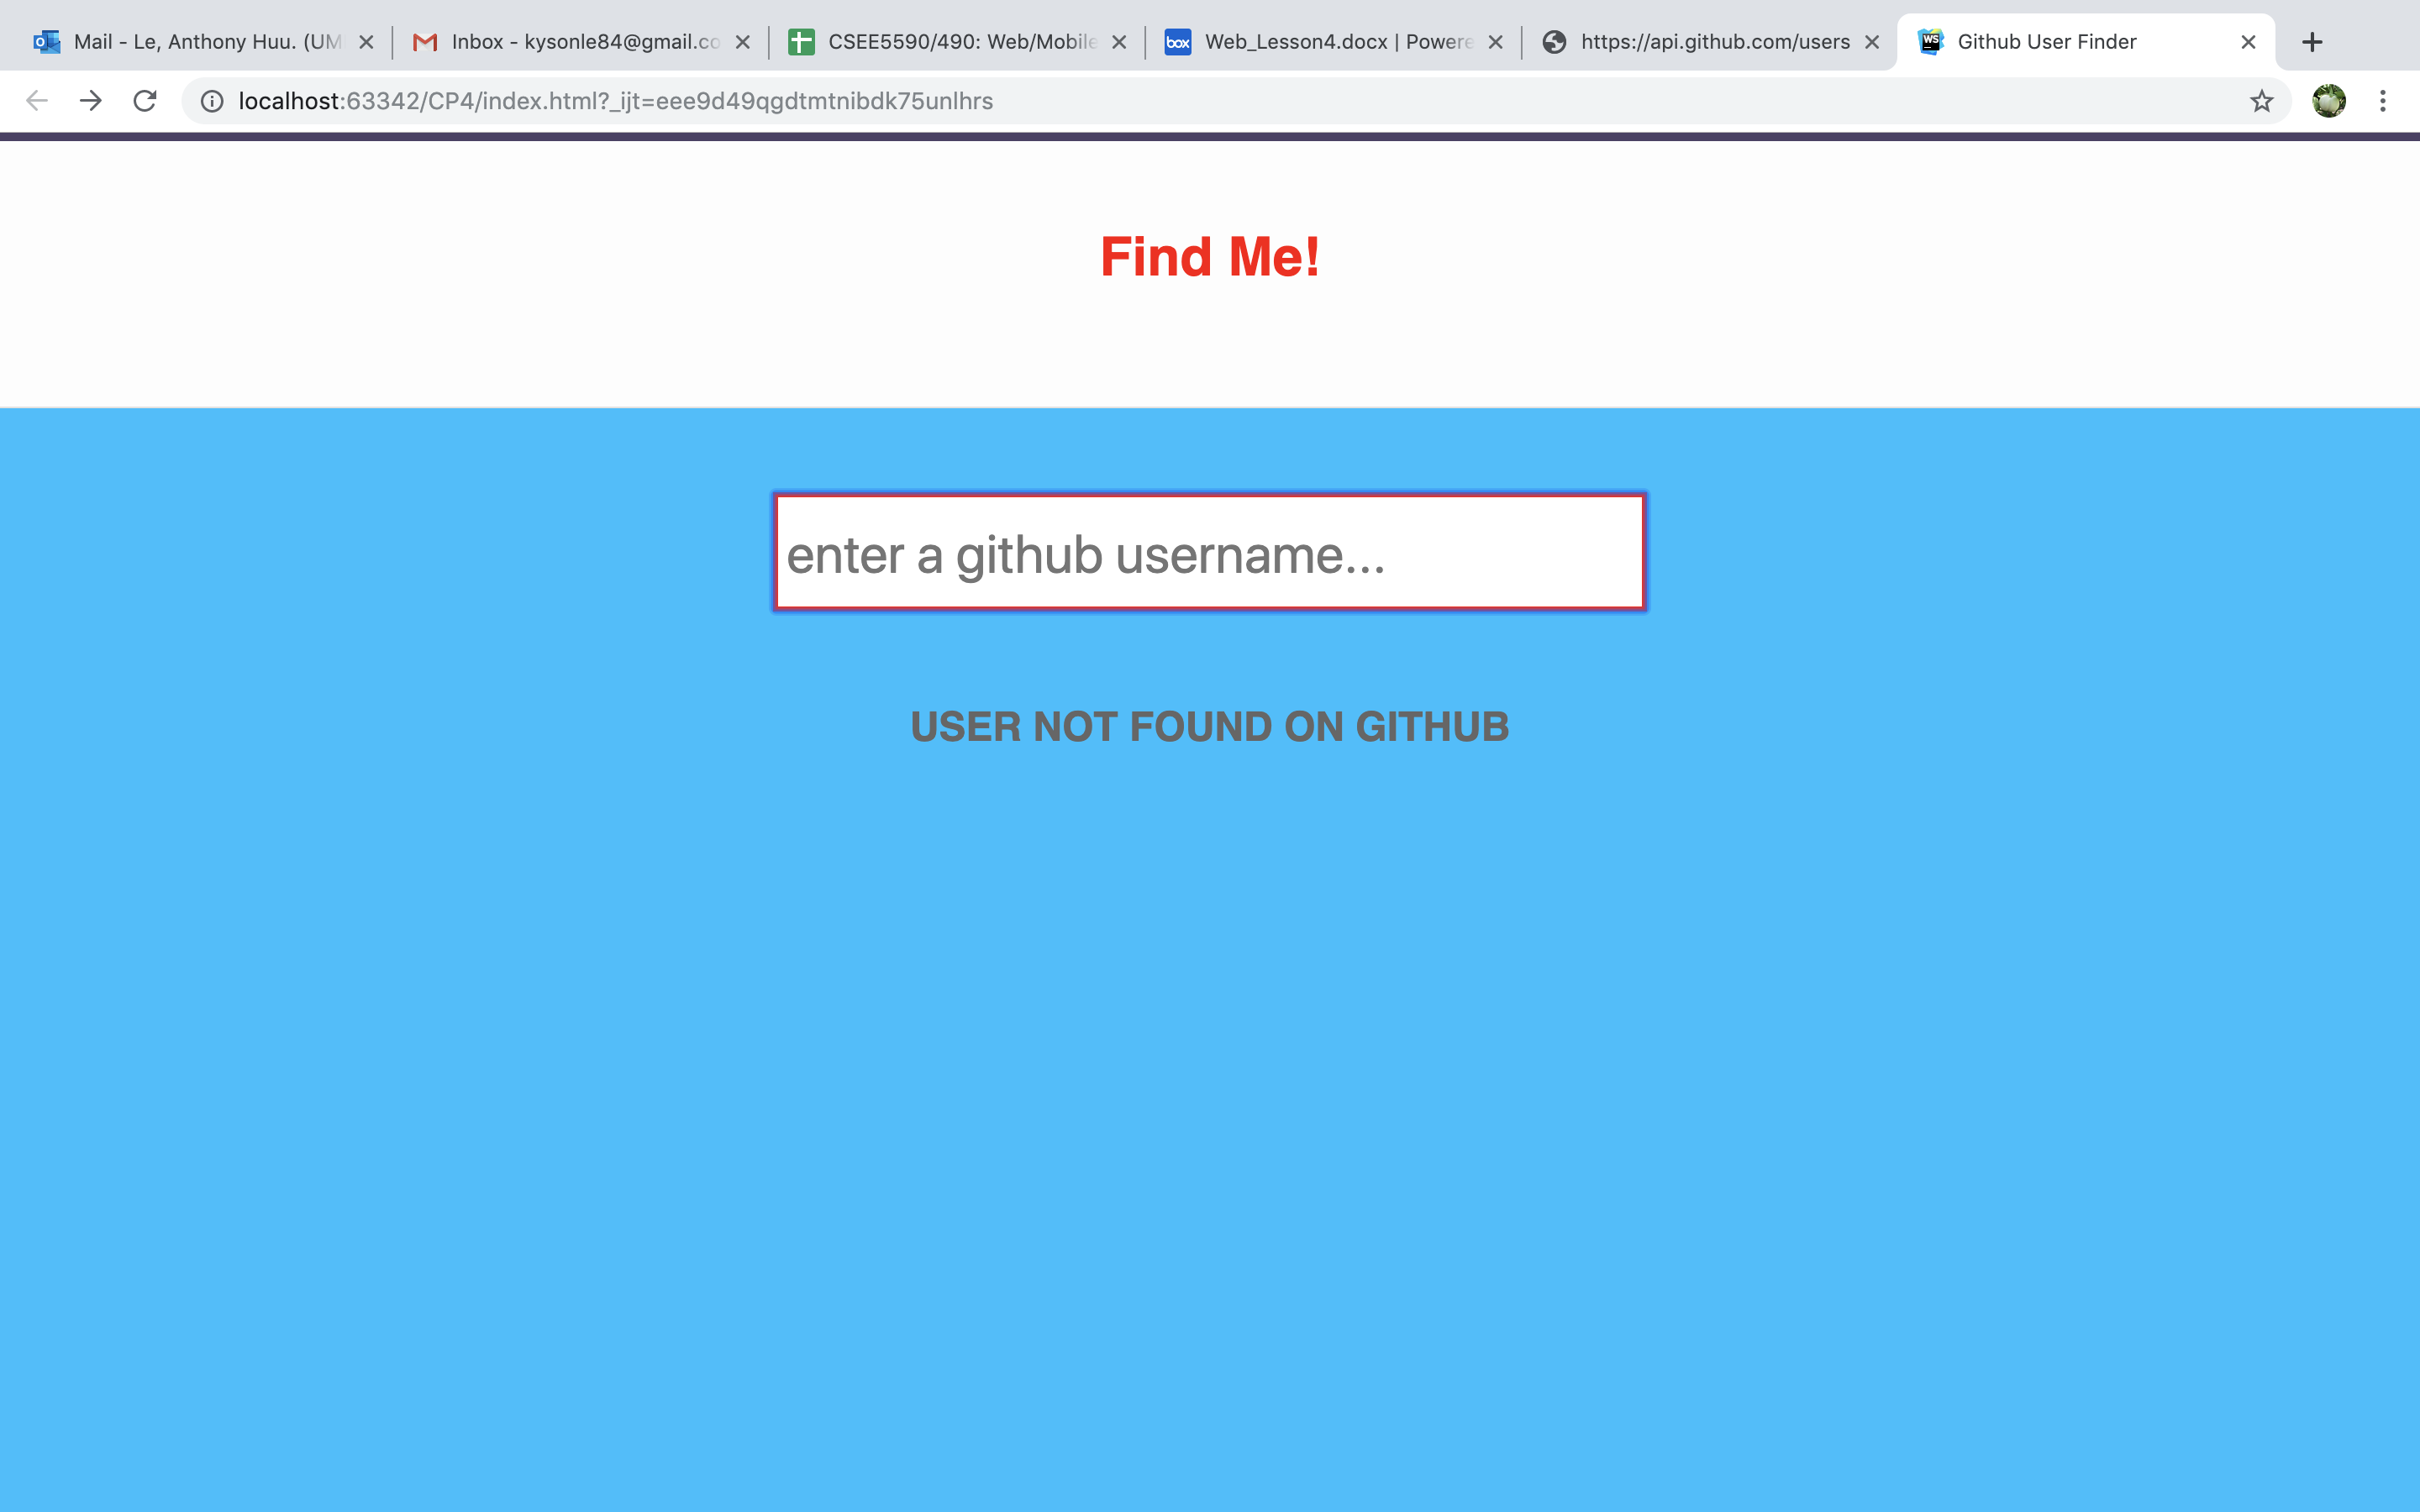 Mail - Le, Anthony Huu. (UM
Inbox - kysonle84@gmail.co
CSEE5590/490: Web/Mobile
box
Web_Lesson4.docx | Powere
https://api.github.com/users
WS
Github User Finder
localhost:63342/CP4/index.html?_ijt=eee9d49qgdtmtnibdk75unlhrs
Find Me!
enter a github username...
USER NOT FOUND ON GITHUB